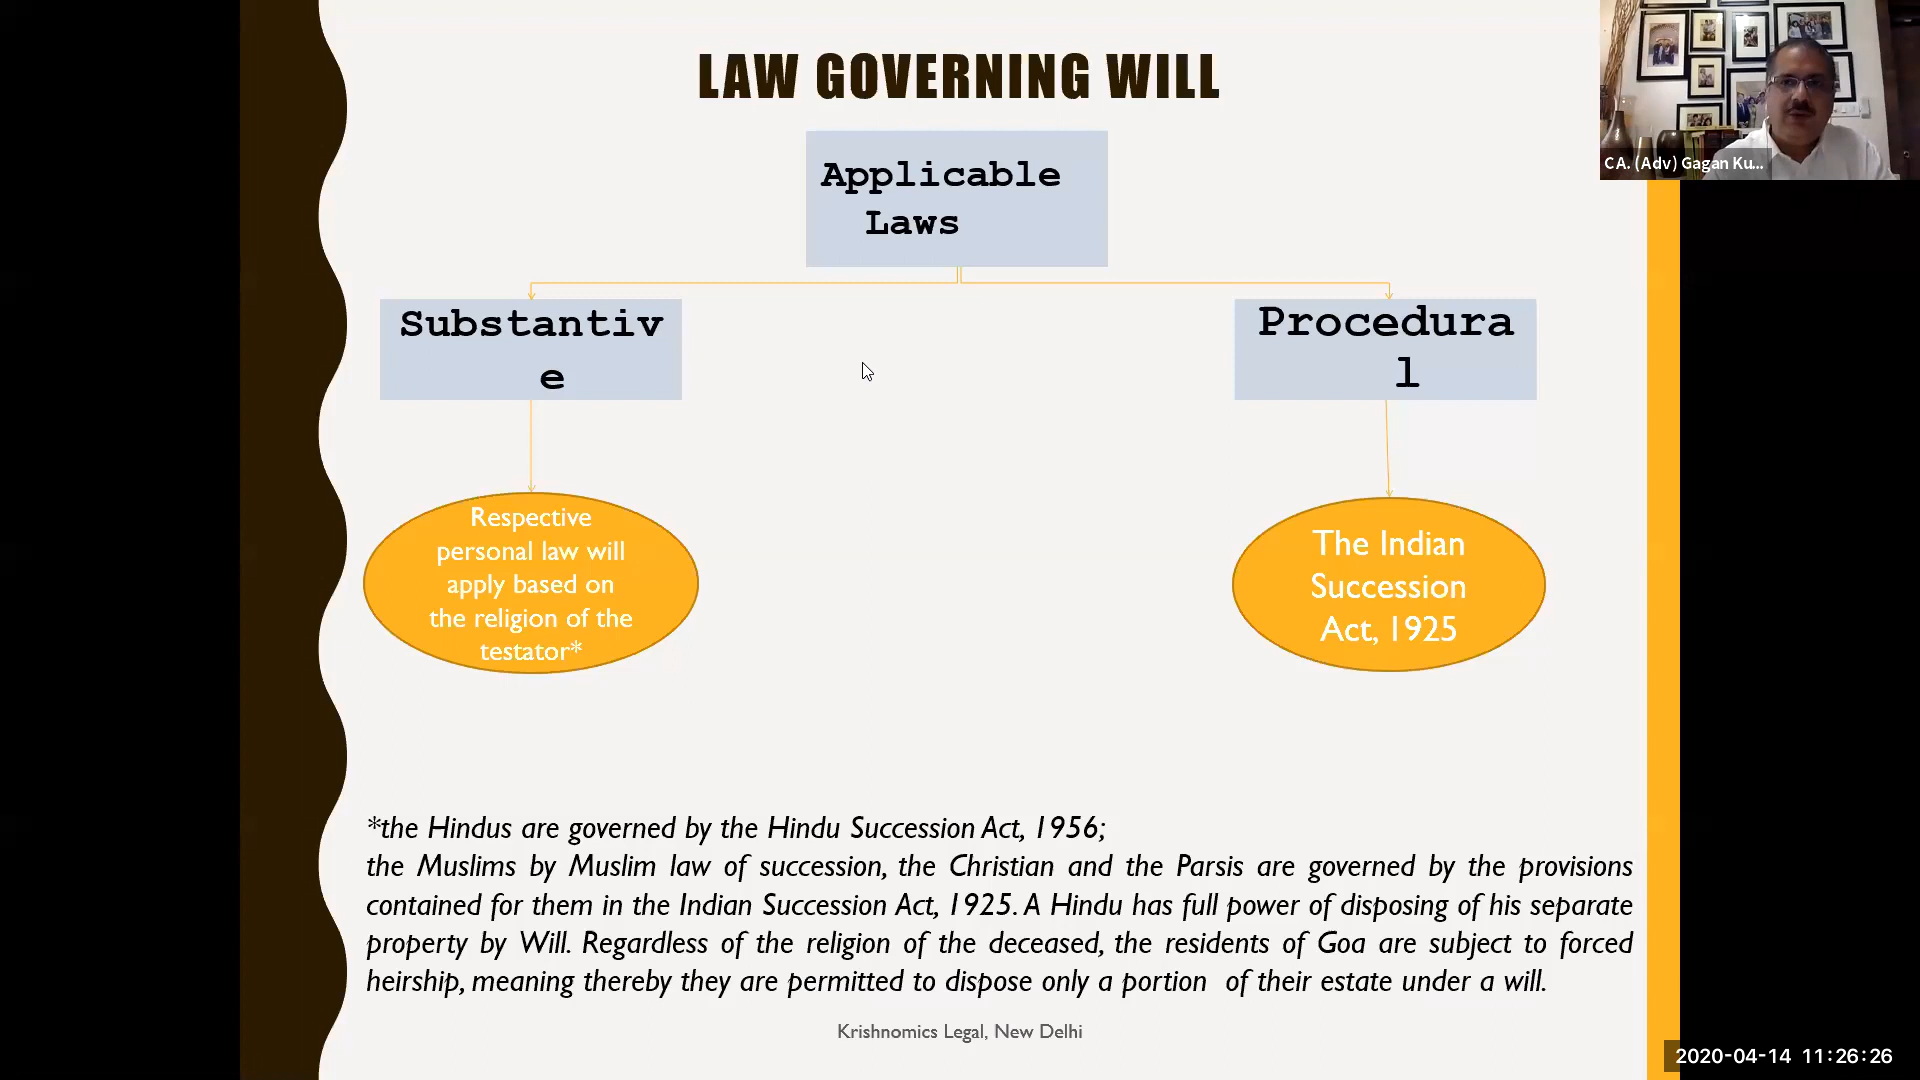 LAW GOVERNING WILL
CA. (Adv) Gagan Ku...
Applicable
Laws
Substantiv
e
Procedura
l
Respective
personal law will
apply based on
the religion of the
testator*
The Indian
Succession
Act, 1925
*the Hindus are governed by the Hindu Succession Act, 1956;
the Muslims by Muslim law of succession, the Christian and the Parsis are governed by the provisions
contained for them in the Indian Succession Act, 1925. A Hindu has full power of disposing of his separate
property by Will. Regardless of the religion of the deceased, the residents of Goa are subject to forced
heirship, meaning thereby they are permitted to dispose only a portion of their estate under a will.
Krishnomics Legal, New Delhi
2020-04-14 11:26:26